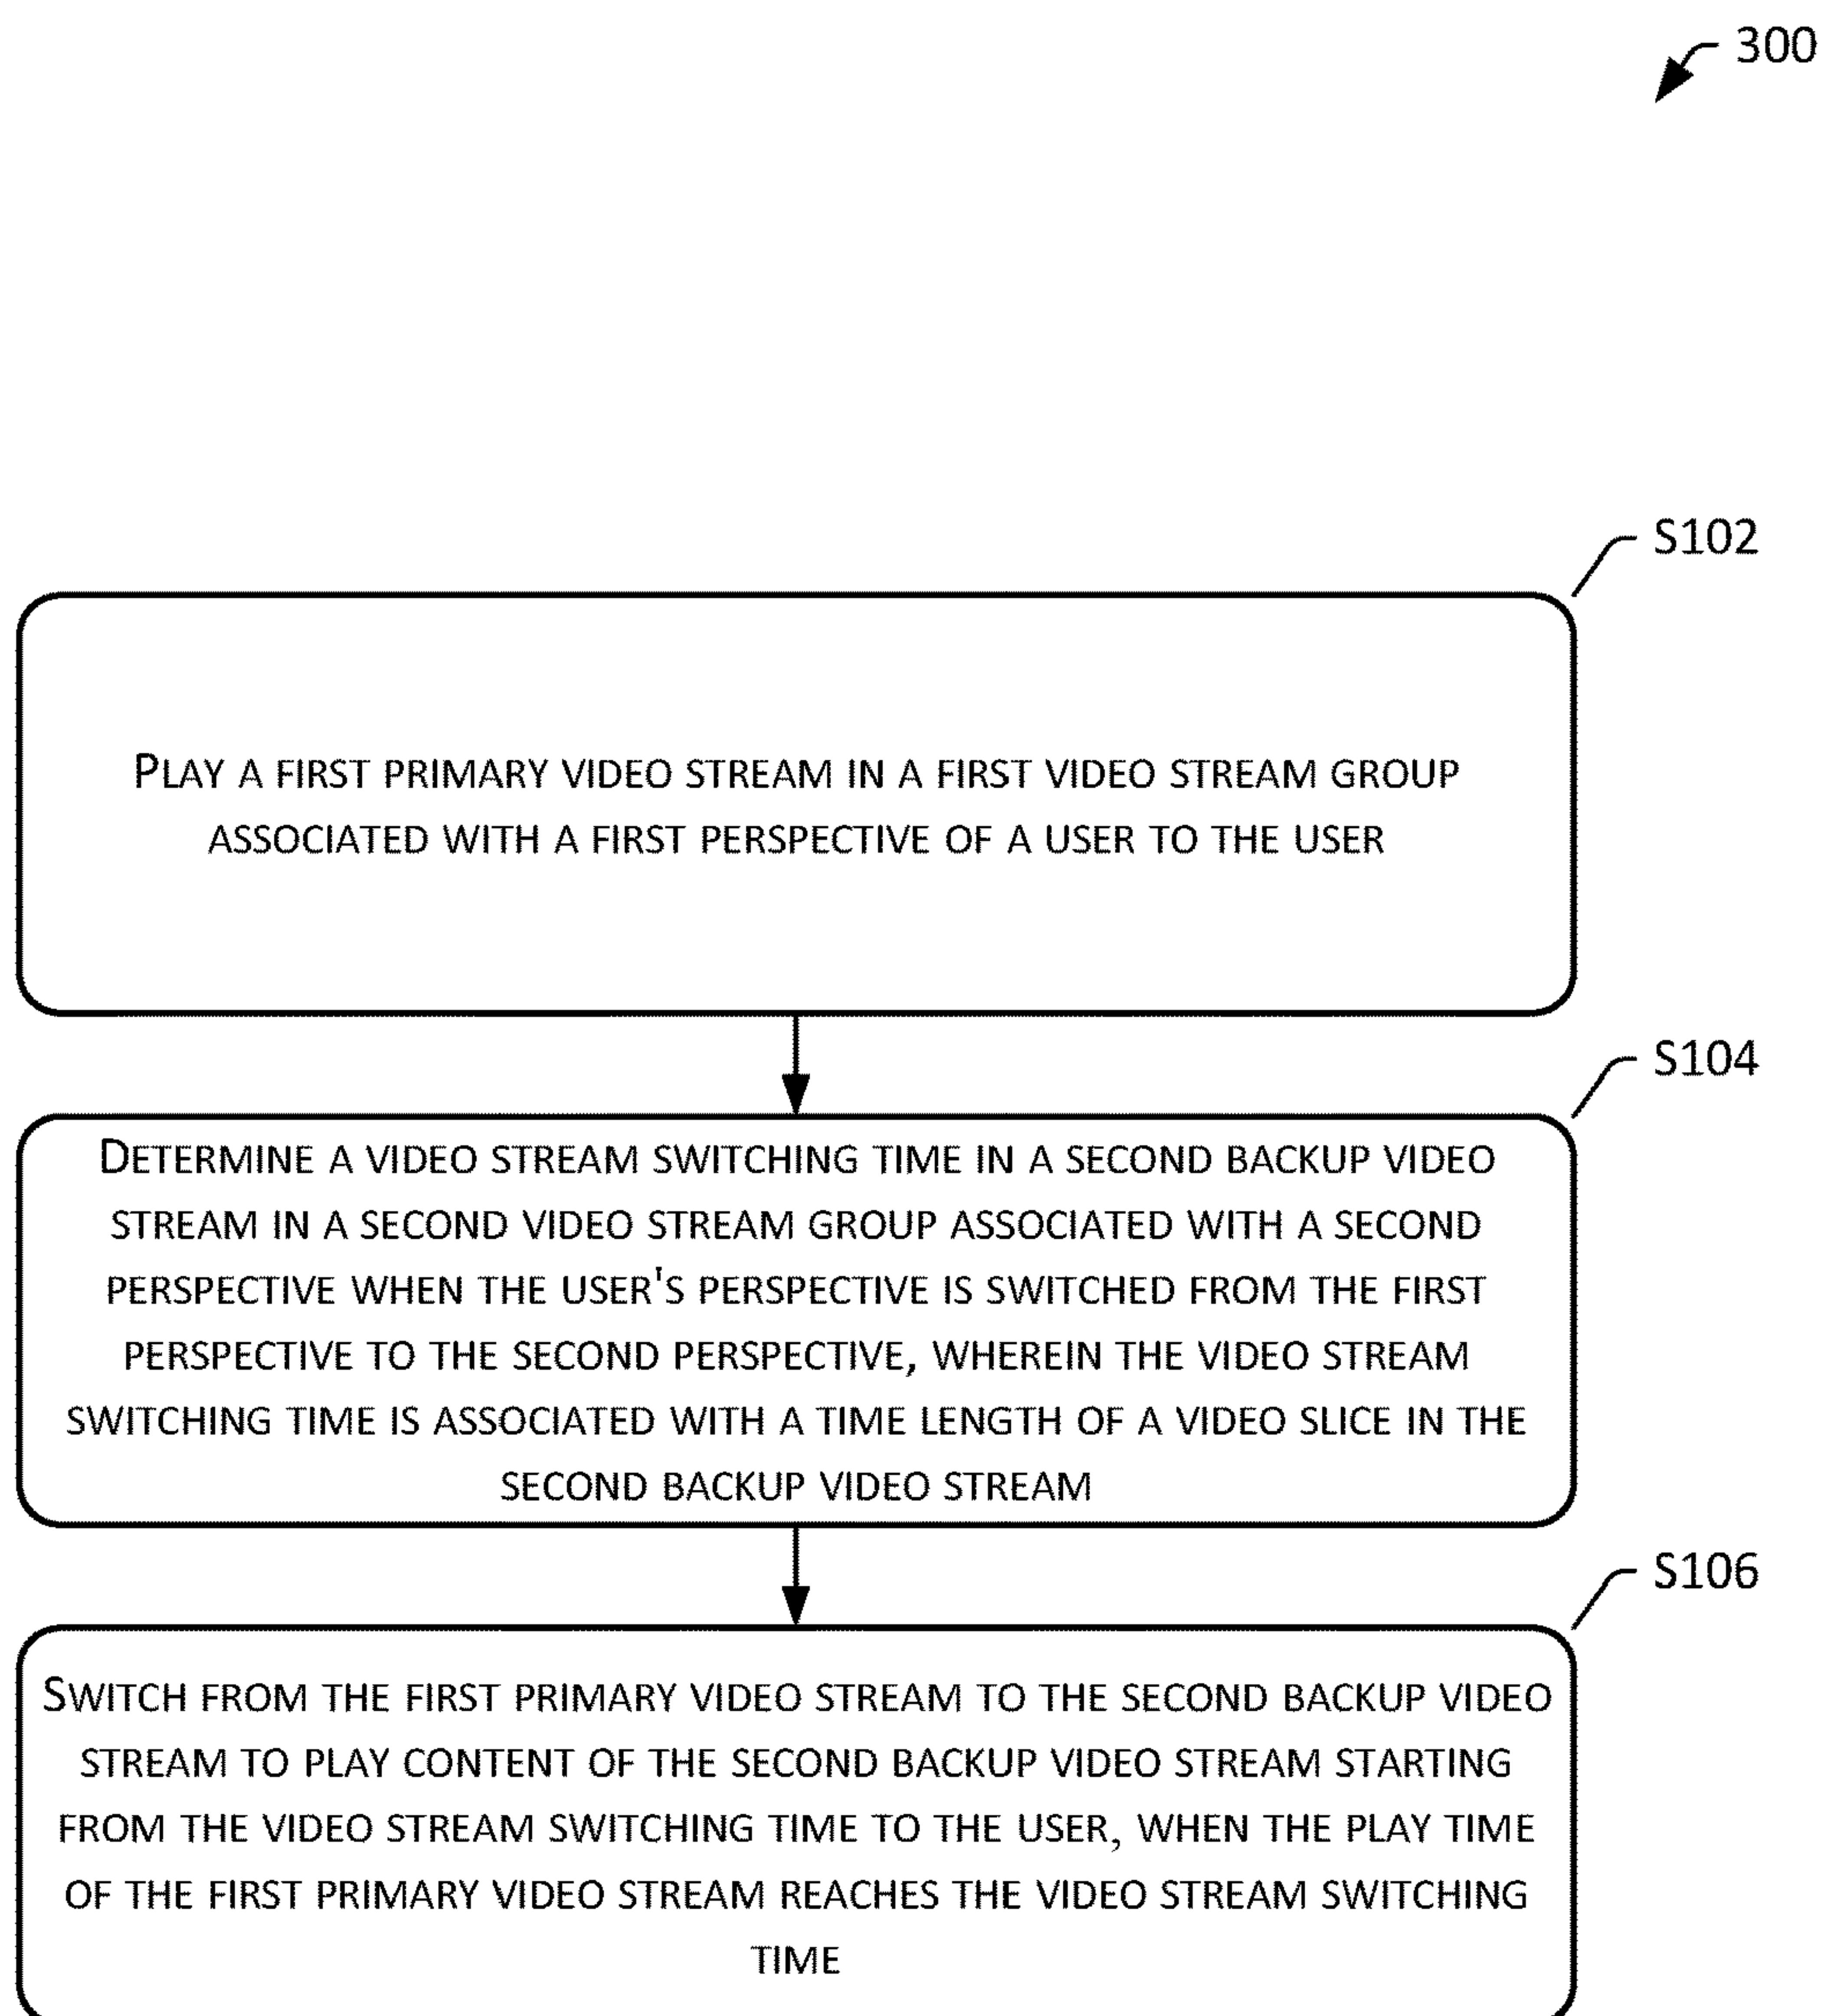 300
S102
PLAY A FIRST PRIMARY VIDEO STREAM IN A FIRST VIDEO STREAM GROUP
ASSOCIATED WITH A FIRST PERSPECTIVE OF A USER TO THE USER
S104
DETERMINE A VIDEO STREAM SWITCHING TIME IN A SECOND BACKUP VIDEO
STREAM IN A SECOND VIDEO STREAM GROUP ASSOCIATED WITH A SECOND
PERSPECTIVE WHEN THE USER'S PERSPECTIVE IS SWITCHED FROM THE FIRST
PERSPECTIVE TO THE SECOND PERSPECTIVE, WHEREIN THE VIDEO STREAM
SWITCHING TIME IS ASSOCIATED WITH A TIME LENGTH OF A VIDEO SLICE IN THE
SECOND BACKUP VIDEO STREAM
S106
SWITCH FROM THE FIRST PRIMARY VIDEO STREAM TO THE SECOND BACKUP VIDEO
STREAM TO PLAY CONTENT OF THE SECOND BACKUP VIDEO STREAM STARTING
FROM THE VIDEO STREAM SWITCHING TIME TO THE USER, WHEN THE PLAY TIME
OF THE FIRST PRIMARY VIDEO STREAM REACHES THE VIDEO STREAM SWITCHING
TIME